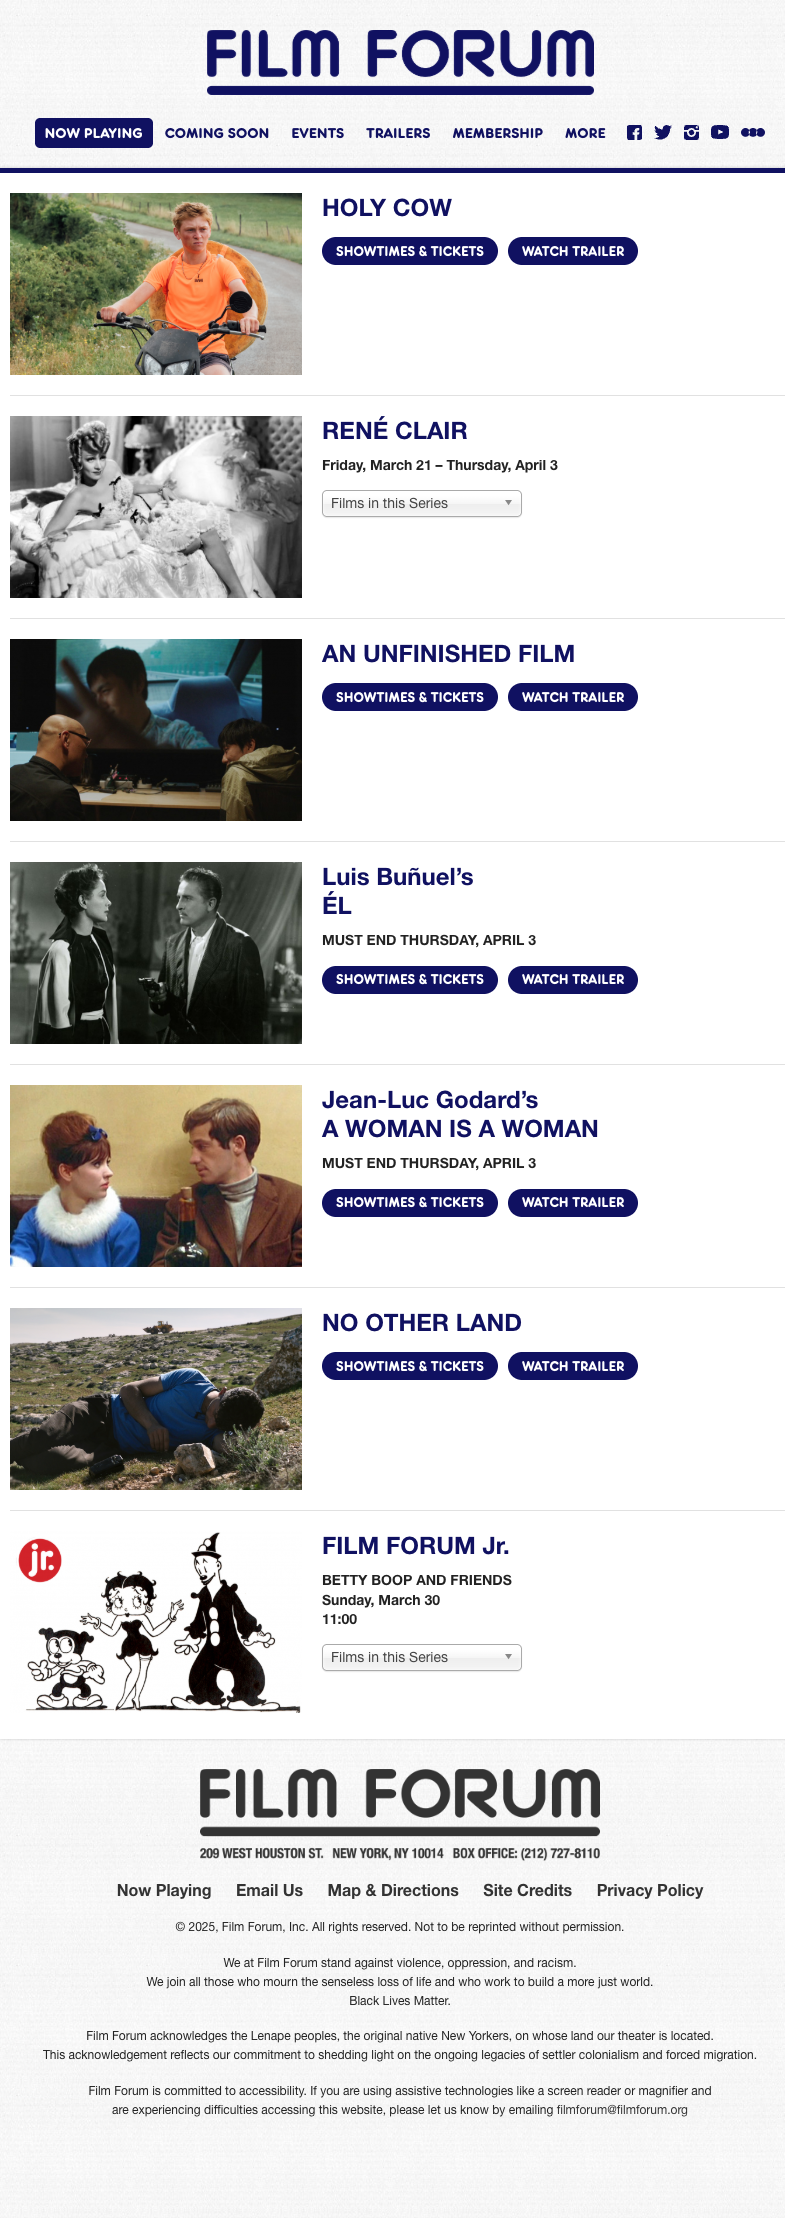 FILM FORUM
NOW PLAYING COMING SOON EVENTS TRAILERS MEMBERSHIP MORE
HOLY COW
SHOWTIMES & TICKETS WATCH TRAILER
RENÉ CLAIR
Friday, March 21 – Thursday, April 3
Films in this Series
AN UNFINISHED FILM
SHOWTIMES & TICKETS WATCH TRAILER
Luis Buñuel’s
ÉL
MUST END THURSDAY, APRIL 3
SHOWTIMES & TICKETS WATCH TRAILER
Jean-Luc Godard’s
A WOMAN IS A WOMAN
MUST END THURSDAY, APRIL 3
SHOWTIMES & TICKETS WATCH TRAILER
NO OTHER LAND
SHOWTIMES & TICKETS WATCH TRAILER
jr.
FILM FORUM Jr.
BETTY BOOP AND FRIENDS
Sunday, March 30
11:00
Films in this Series
FILM FORUM
209 WEST HOUSTON ST. NEW YORK, NY 10014 BOX OFFICE: (212) 727-8110
Now Playing Email Us Map & Directions Site Credits Privacy Policy
© 2025, Film Forum, Inc. All rights reserved. Not to be reprinted without permission.
We at Film Forum stand against violence, oppression, and racism.
We join all those who mourn the senseless loss of life and who work to build a more just world.
Black Lives Matter.
Film Forum acknowledges the Lenape peoples, the original native New Yorkers, on whose land our theater is located.
This acknowledgement reflects our commitment to shedding light on the ongoing legacies of settler colonialism and forced migration.
Film Forum is committed to accessibility. If you are using assistive technologies like a screen reader or magnifier and
are experiencing difficulties accessing this website, please let us know by emailing filmforum@filmforum.org